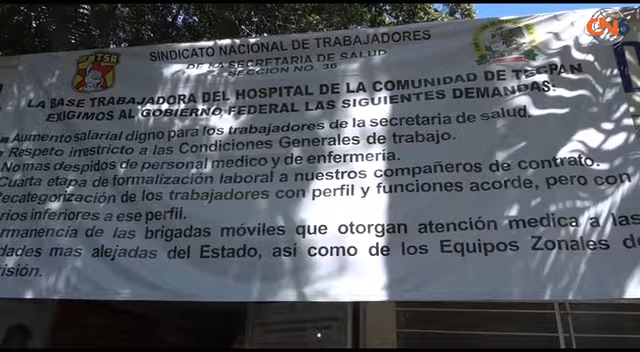 CN5
SINDICATO NACIONAL DE TRABAJADORES
DE LA SECRETARIA DE SALUD
SECCIÓN NO. 36
LA BASE TRABAJADORA DEL HOSPITAL DE LA COMUNIDAD DE TECPAN
EXIGIMOS AL GOBIERNO FEDERAL LAS SIGUIENTES DEMANDAS:
Aumento salarial digno para los trabajadores de la secretaria de salud.
Respeto irrestricto a las Condiciones Generales de trabajo.
Nomas despidos de personal medico y de enfermería.
Cuarta etapa de formalización laboral a nuestros compañeros de contrato.
ecategorización de los trabajadores con perfil y funciones acorde, pero con
rios inferiores a ese perfil.
rmanencia de las brigadas móviles que otorgan atención medica a las
dades mas alejadas del Estado, así como de los Equipos Zonales de
isión.